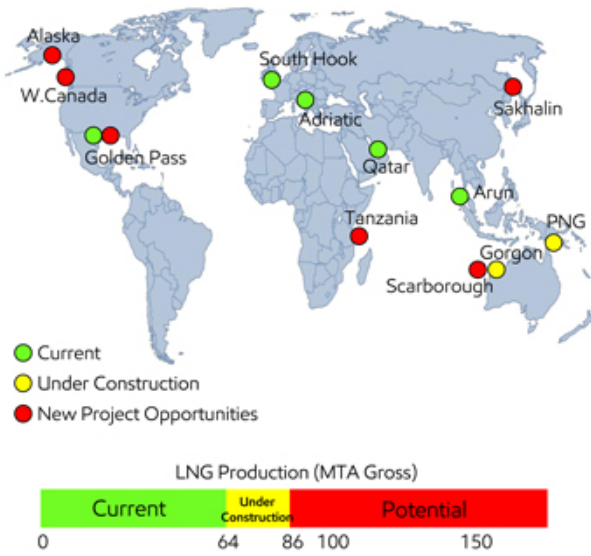 Alaska
W.Canada
Golden Pass
South Hook
Adriatic
Qatar
Sakhalin
Arun
Tanzania
PNG
Gorgon
Scarborough
Current
Under Construction
New Project Opportunities
LNG Production (MTA Gross)
Current
Under
Construction
Potential
0 64 86 100 150